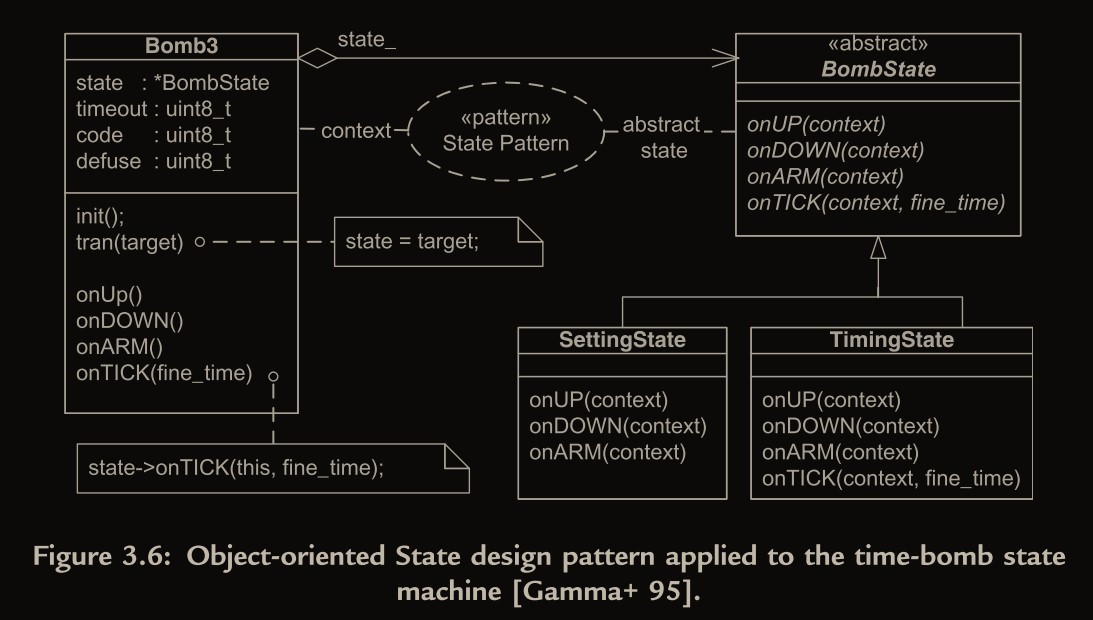 Bomb3
state : *BombState
timeout : uint8_t
code : uint8_t
defuse : uint8_t
init();
tran(target)
onUp()
onDOWN()
onARM()
onTICK(fine_time)
state_
context
«pattern»
State Pattern
abstract
state
state = target;
state->onTICK(this, fine_time);
«abstract»
BombState
onUP(context)
onDOWN(context)
onARM(context)
onTICK(context, fine_time)
SettingState
onUP(context)
onDOWN(context)
onARM(context)
TimingState
onUP(context)
onDOWN(context)
onARM(context)
onTICK(context, fine_time)
Figure 3.6: Object-oriented State design pattern applied to the time-bomb state
machine [Gamma+ 95].